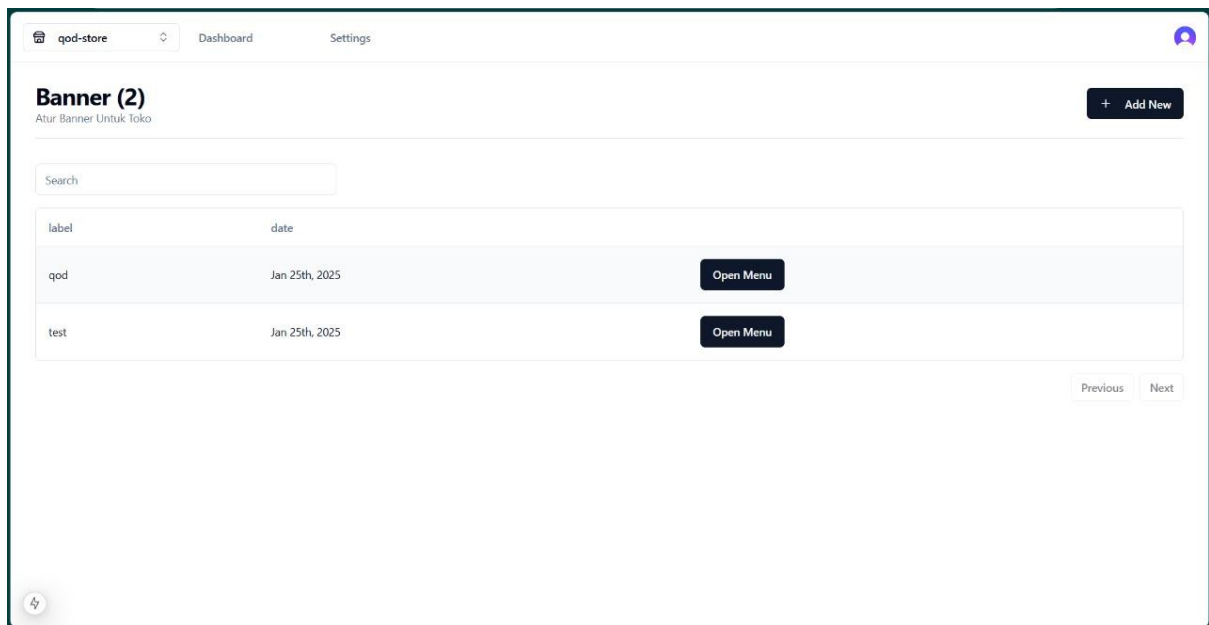 qod-store Dashboard Settings
Banner (2)
Atur Banner Untuk Toko
+ Add New
Search
label date
qod Jan 25th, 2025 Open Menu
test Jan 25th, 2025 Open Menu
Previous Next